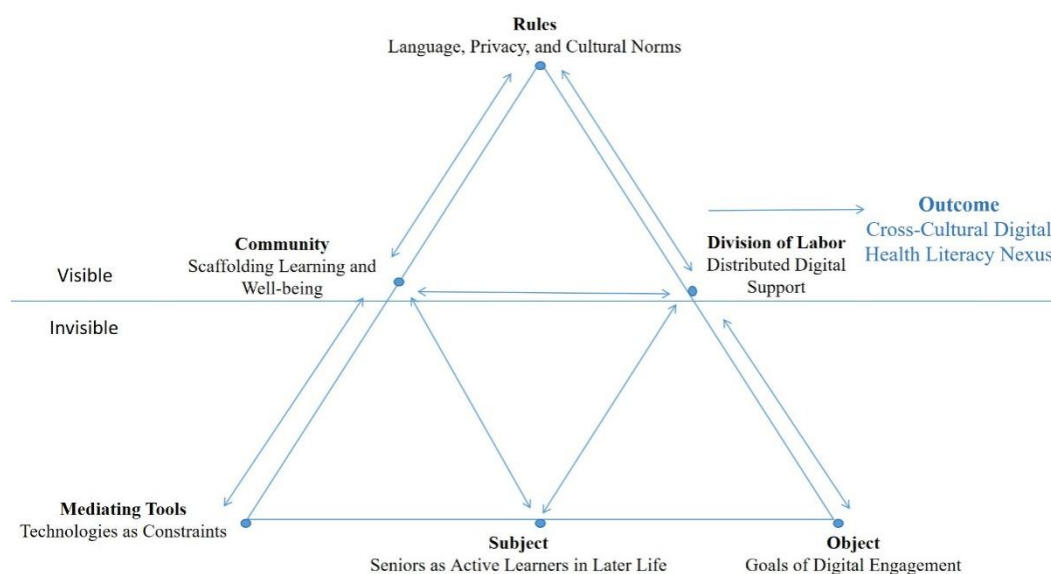 Rules
Language, Privacy, and Cultural Norms
Outcome
Cross-Cultural Digital
Health Literacy Nexus
Community
Scaffolding Learning and
Well-being
Division of Labor
Distributed Digital
Support
Visible
Invisible
Mediating Tools
Technologies as Constraints
Subject
Seniors as Active Learners in Later Life
Object
Goals of Digital Engagement